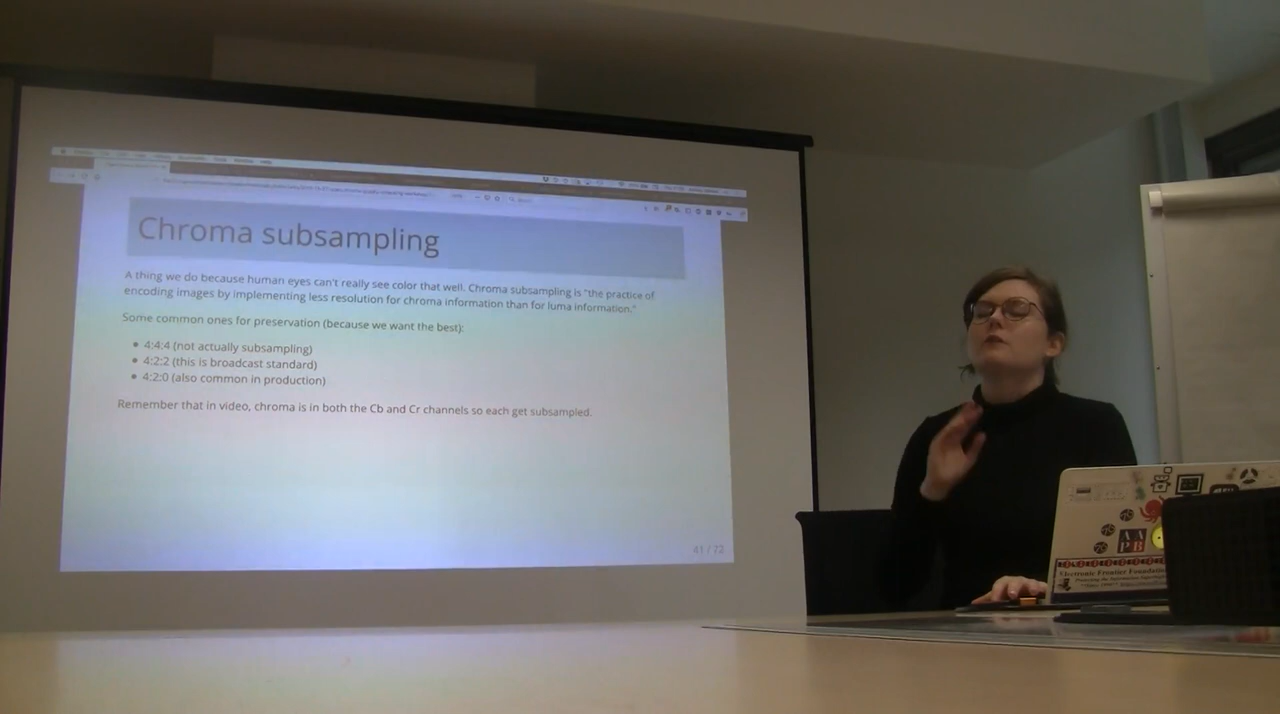 Chroma subsampling
A thing we do because human eyes can't really see color that well. Chroma subsampling is "the practice of
encoding images by implementing less resolution for chroma information than for luma information."
Some common ones for preservation (because we want the best):
• 4:4:4 (not actually subsampling)
• 4:2:2 (this is broadcast standard)
• 4:2:0 (also common in production)
Remember that in video, chroma is in both the Cb and Cr channels so each get subsampled.
41 / 72
AA
PB
Electronic Frontier Foundation